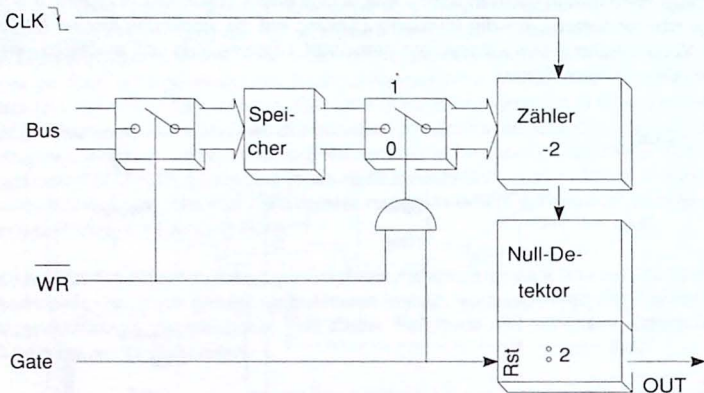 CLK
Bus
Spei-
cher
1
0
Zähler
-2
WR
Null-De-
tektor
Gate
Rst
:2
OUT